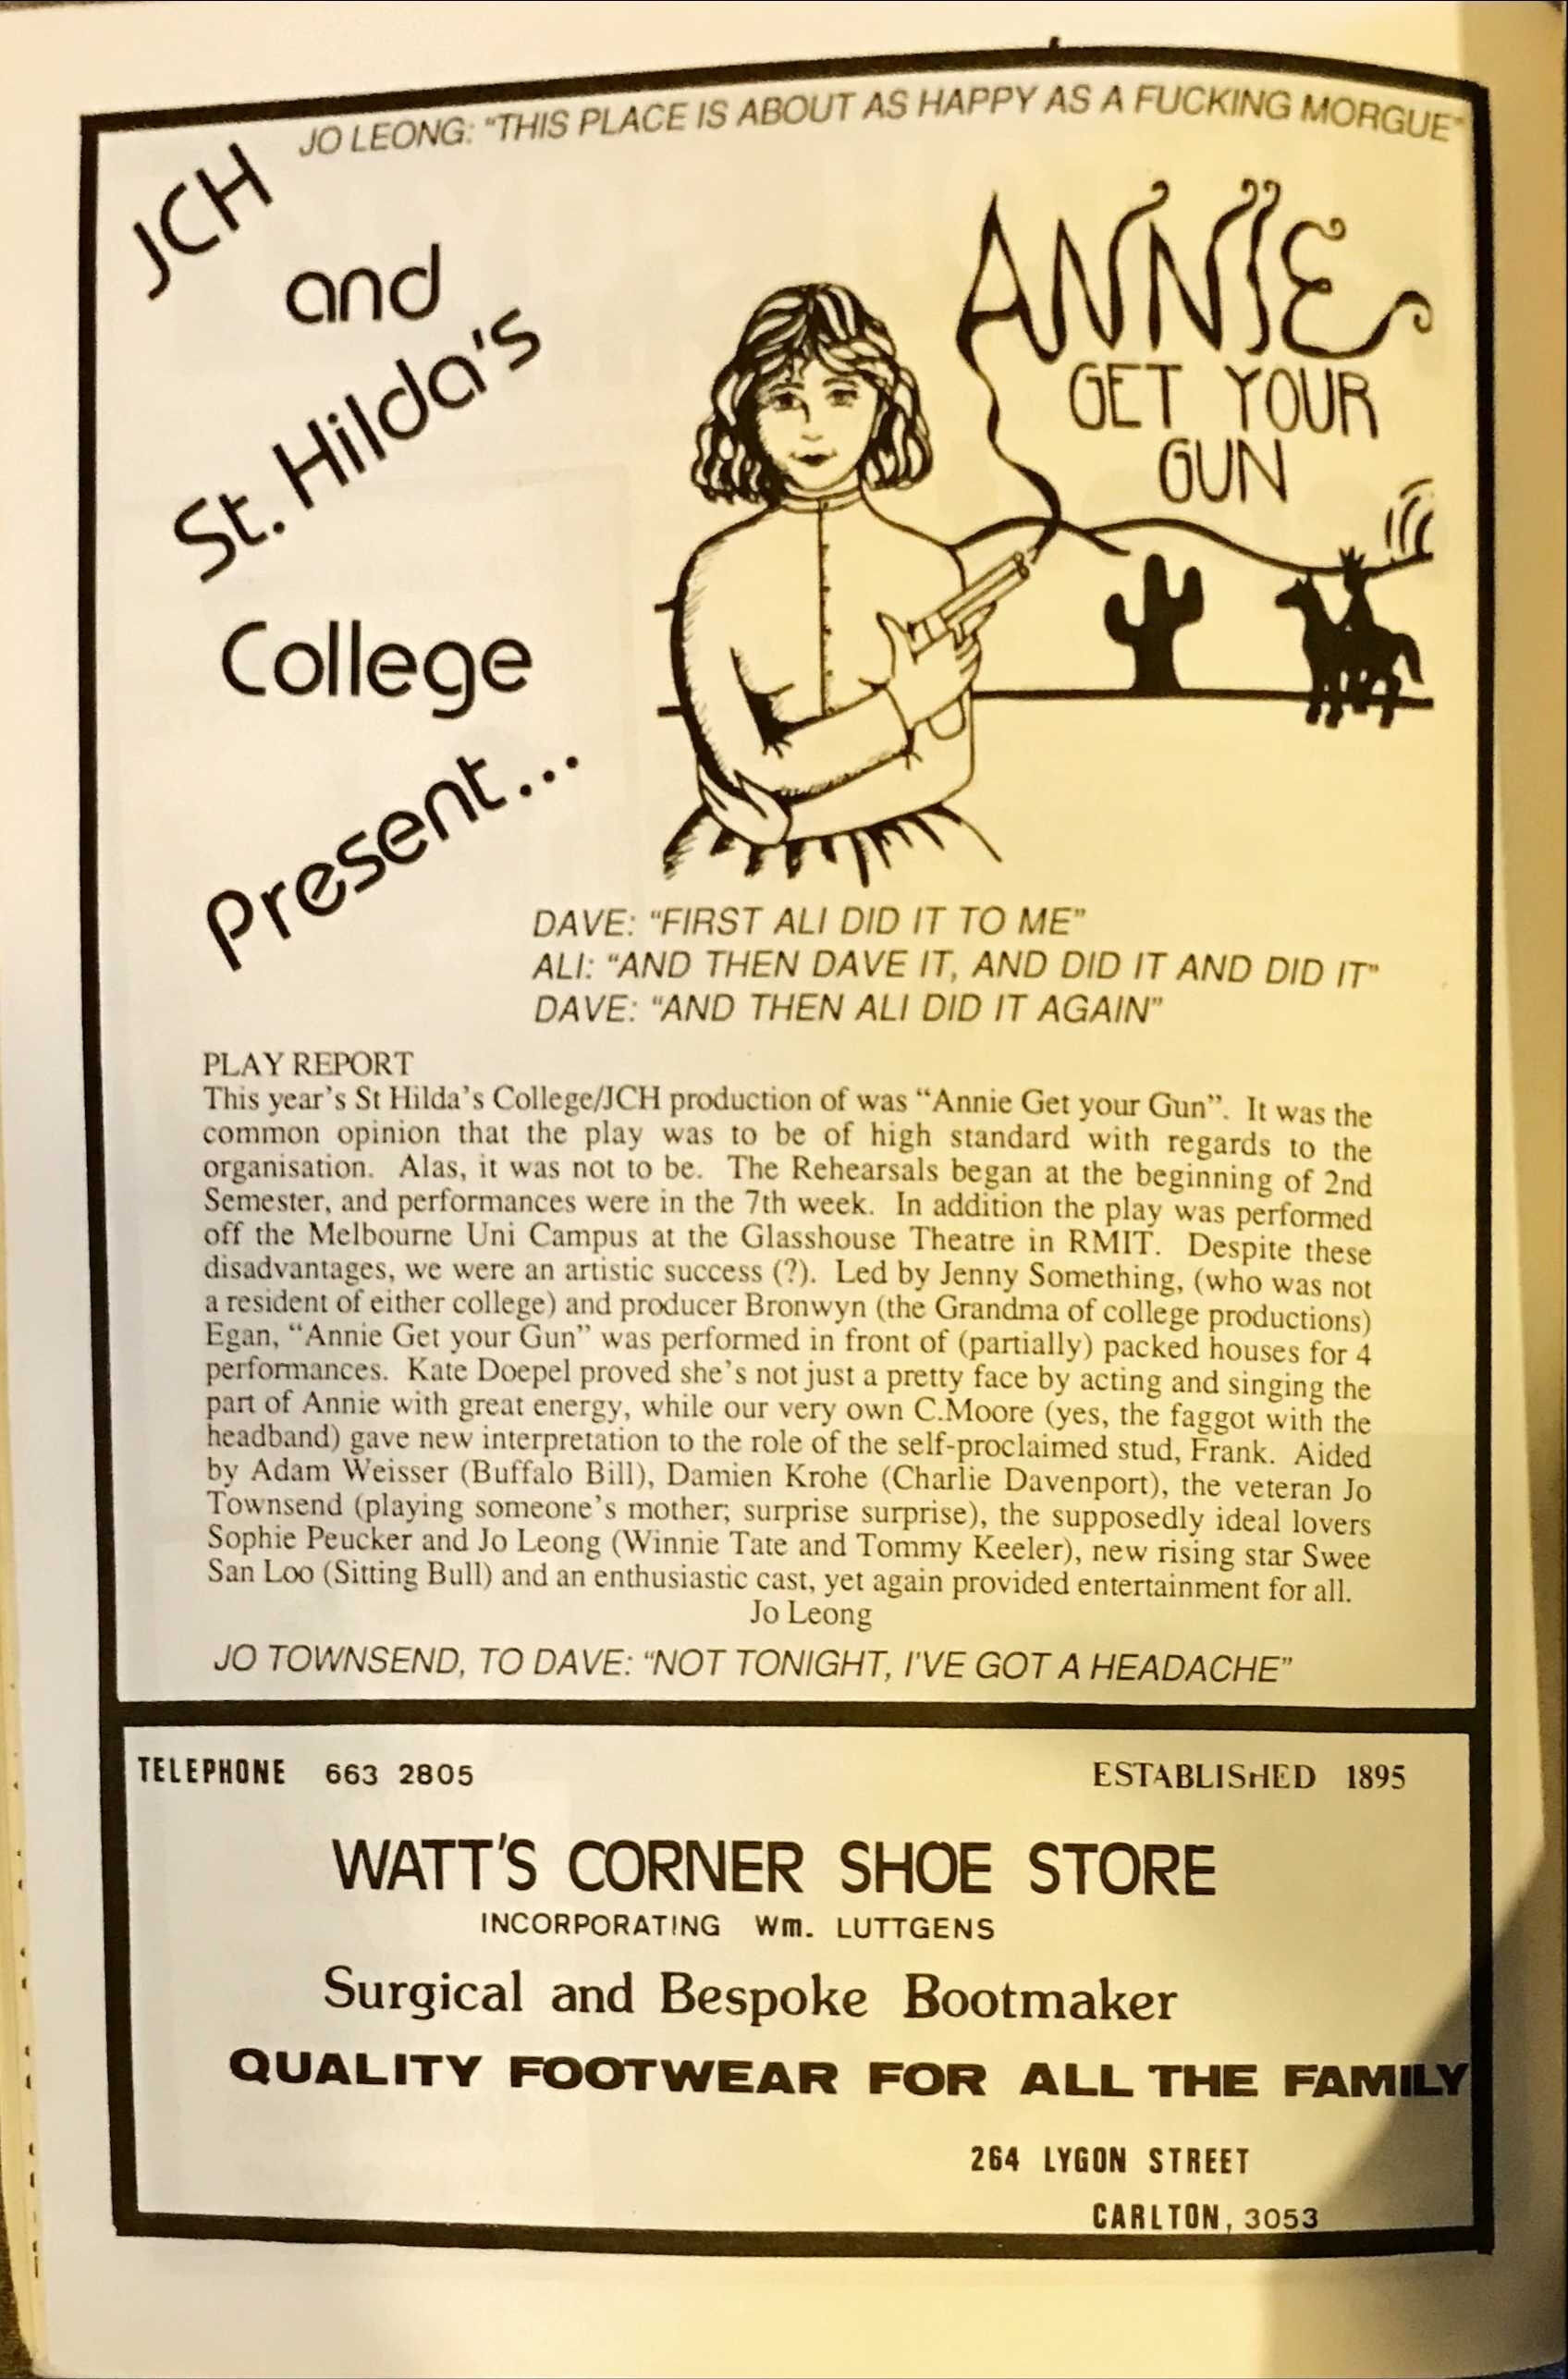 JO LEONG: "THIS PLACE IS ABOUT AS HAPPY AS A FUCKING MORGUE"
JCH
and
St. Hilda's
College
Present...
ANNIE
GET YOUR
GUN
DAVE: "FIRST ALI DID IT TO ME"
ALI: "AND THEN DAVE IT, AND DID IT AND DID IT"
DAVE: "AND THEN ALI DID IT AGAIN"
PLAY REPORT
This year's St Hilda's College/JCH production of was "Annie Get your Gun". It was the
common opinion that the play was to be of high standard with regards to the
organisation. Alas, it was not to be. The Rehearsals began at the beginning of 2nd
Semester, and performances were in the 7th week. In addition the play was performed
off the Melbourne Uni Campus at the Glasshouse Theatre in RMIT. Despite these
disadvantages, we were an artistic success (?). Led by Jenny Something, (who was not
a resident of either college) and producer Bronwyn (the Grandma of college productions)
Egan, "Annie Get your Gun" was performed in front of (partially) packed houses for 4
performances. Kate Doepel proved she's not just a pretty face by acting and singing the
part of Annie with great energy, while our very own C.Moore (yes, the faggot with the
headband) gave new interpretation to the role of the self-proclaimed stud, Frank. Aided
by Adam Weisser (Buffalo Bill), Damien Krohe (Charlie Davenport), the veteran Jo
Townsend (playing someone's mother; surprise surprise), the supposedly ideal lovers
Sophie Peucker and Jo Leong (Winnie Tate and Tommy Keeler), new rising star Swee
San Loo (Sitting Bull) and an enthusiastic cast, yet again provided entertainment for all.
Jo Leong
JO TOWNSEND, TO DAVE: "NOT TONIGHT, I'VE GOT A HEADACHE"
TELEPHONE 663 2805
ESTABLISHED 1895
WATT'S CORNER SHOE STORE
INCORPORATING Wm. LUTTGENS
Surgical and Bespoke Bootmaker
QUALITY FOOTWEAR FOR ALL THE FAMILY
264 LYGON STREET
CARLTON, 3053